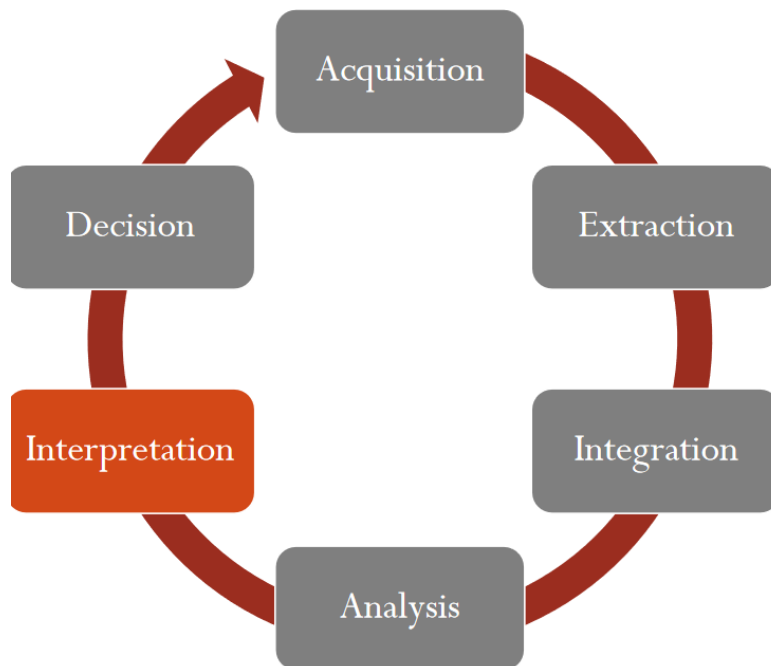 Acquisition
Extraction
Integration
Analysis
Interpretation
Decision